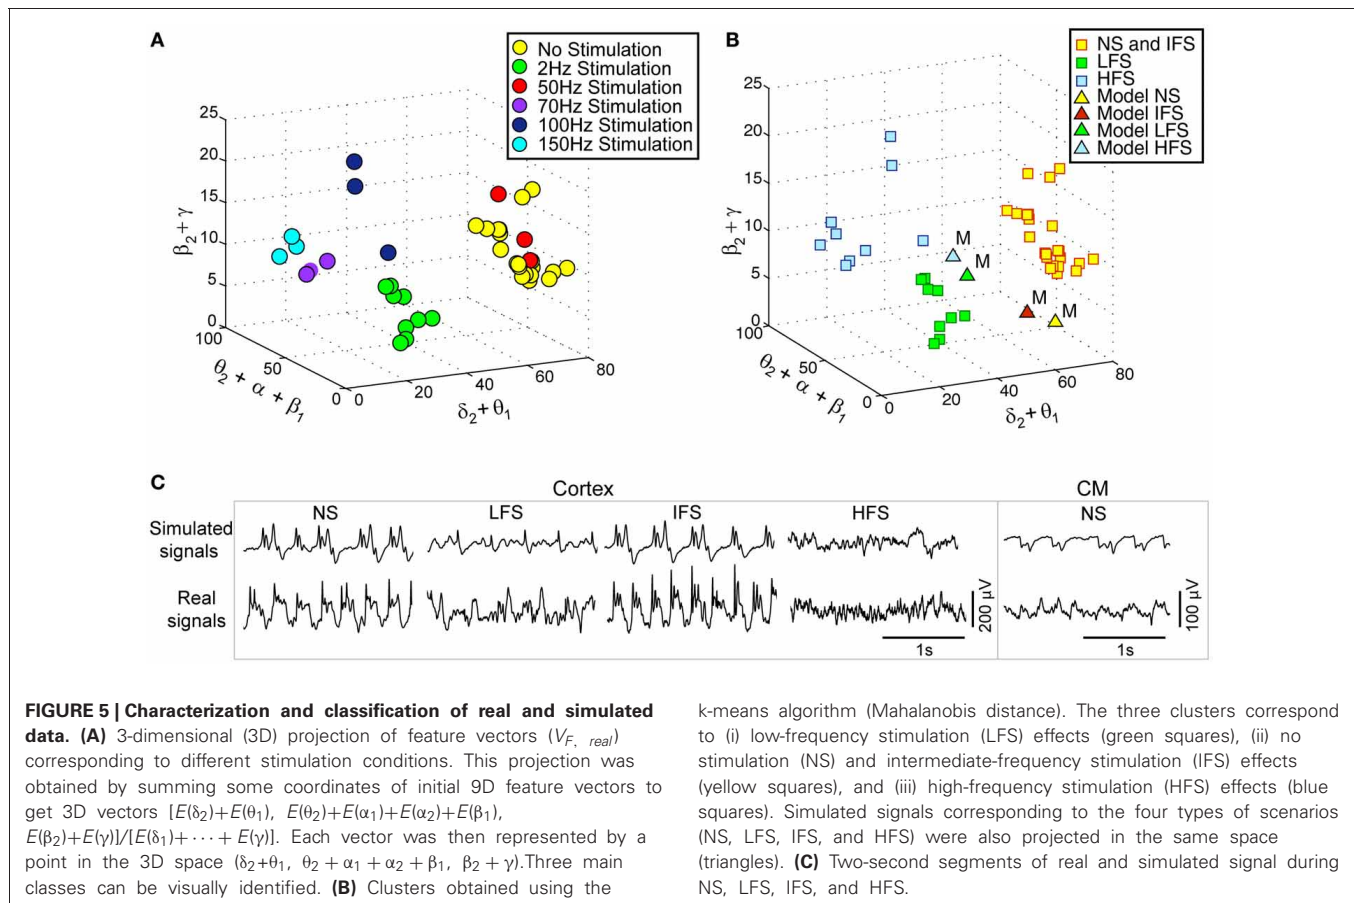 A
No Stimulation
2Hz Stimulation
50Hz Stimulation
70Hz Stimulation
100Hz Stimulation
150Hz Stimulation
25
20
15
10
5
0
β2 + γ
100
50
0
θ2 + α + β1
0
20
40
60
80
δ2+θ1
B
NS and IFS
LFS
HFS
Model NS
Model IFS
Model LFS
Model HFS
25
20
15
10
5
0
β2 + γ
100
50
0
θ2 + α + β1
0
20
40
60
80
δ2+θ1
M
M
M
M
C
Cortex
CM
NS
LFS
IFS
HFS
NS
Simulated
signals
Real
signals
200 µV
100 µV
1s
1s
FIGURE 5 | Characterization and classification of real and simulated
data. (A) 3-dimensional (3D) projection of feature vectors (VF, real)
corresponding to different stimulation conditions. This projection was
obtained by summing some coordinates of initial 9D feature vectors to
get 3D vectors [E(δ2)+E(θ1), E(θ2)+E(α1)+E(α2)+E(β1),
E(β2)+E(γ)]/[E(δ1)+ · · · + E(γ)]. Each vector was then represented by a
point in the 3D space (δ2+θ1, θ2 + α1 + α2 + β1, β2 + γ).Three main
classes can be visually identified. (B) Clusters obtained using the
k-means algorithm (Mahalanobis distance). The three clusters correspond
to (i) low-frequency stimulation (LFS) effects (green squares), (ii) no
stimulation (NS) and intermediate-frequency stimulation (IFS) effects
(yellow squares), and (iii) high-frequency stimulation (HFS) effects (blue
squares). Simulated signals corresponding to the four types of scenarios
(NS, LFS, IFS, and HFS) were also projected in the same space
(triangles). (C) Two-second segments of real and simulated signal during
NS, LFS, IFS, and HFS.